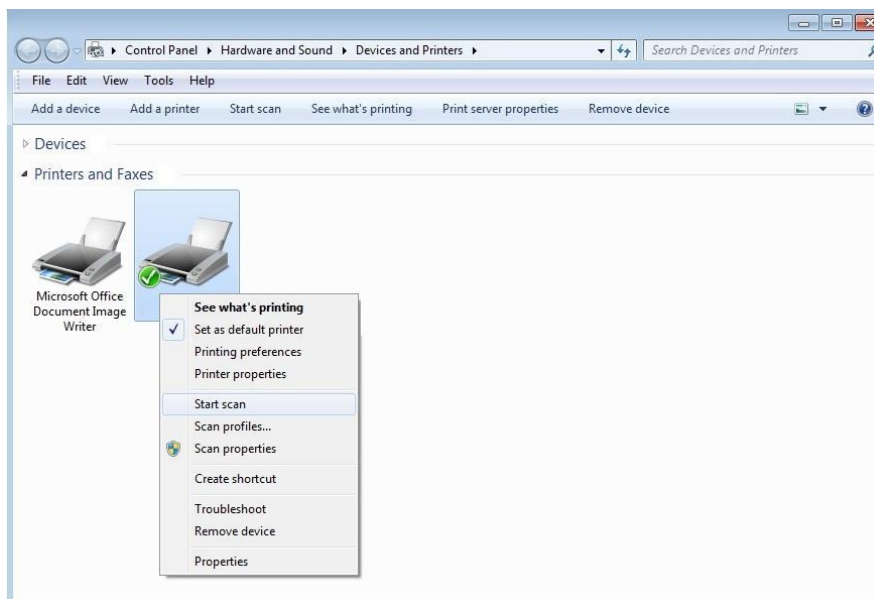 Control Panel Hardware and Sound Devices and Printers Search Devices and Printers
File Edit View Tools Help
Add a device Add a printer Start scan See what's printing Print server properties Remove device
Devices
Printers and Faxes
Microsoft Office
Document Image
Writer
See what's printing
Set as default printer
Printing preferences
Printer properties
Start scan
Scan profiles...
Scan properties
Create shortcut
Troubleshoot
Remove device
Properties